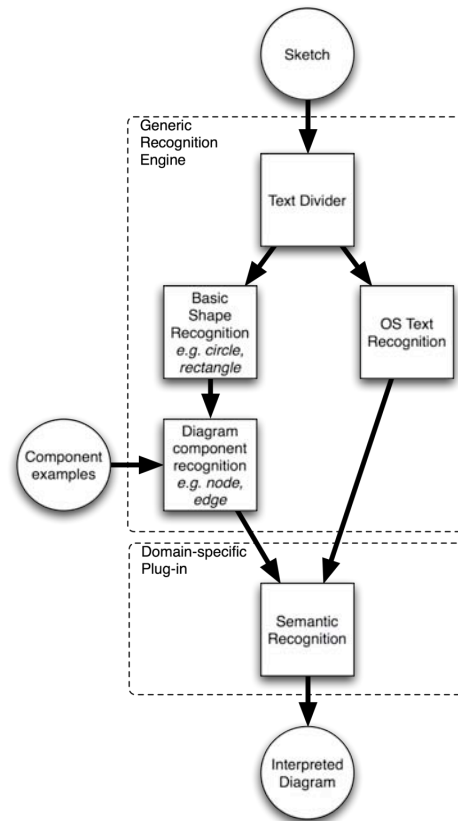 Sketch
Generic
Recognition
Engine
Text Divider
Basic
Shape
Recognition
e.g. circle,
rectangle
OS Text
Recognition
Component
examples
Diagram
component
recognition
e.g. node,
edge
Domain-specific
Plug-in
Semantic
Recognition
Interpreted
Diagram